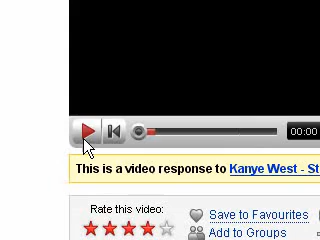 00:00
This is a video response to Kanye West - St
Rate this video:
Save to Favourites
Add to Groups